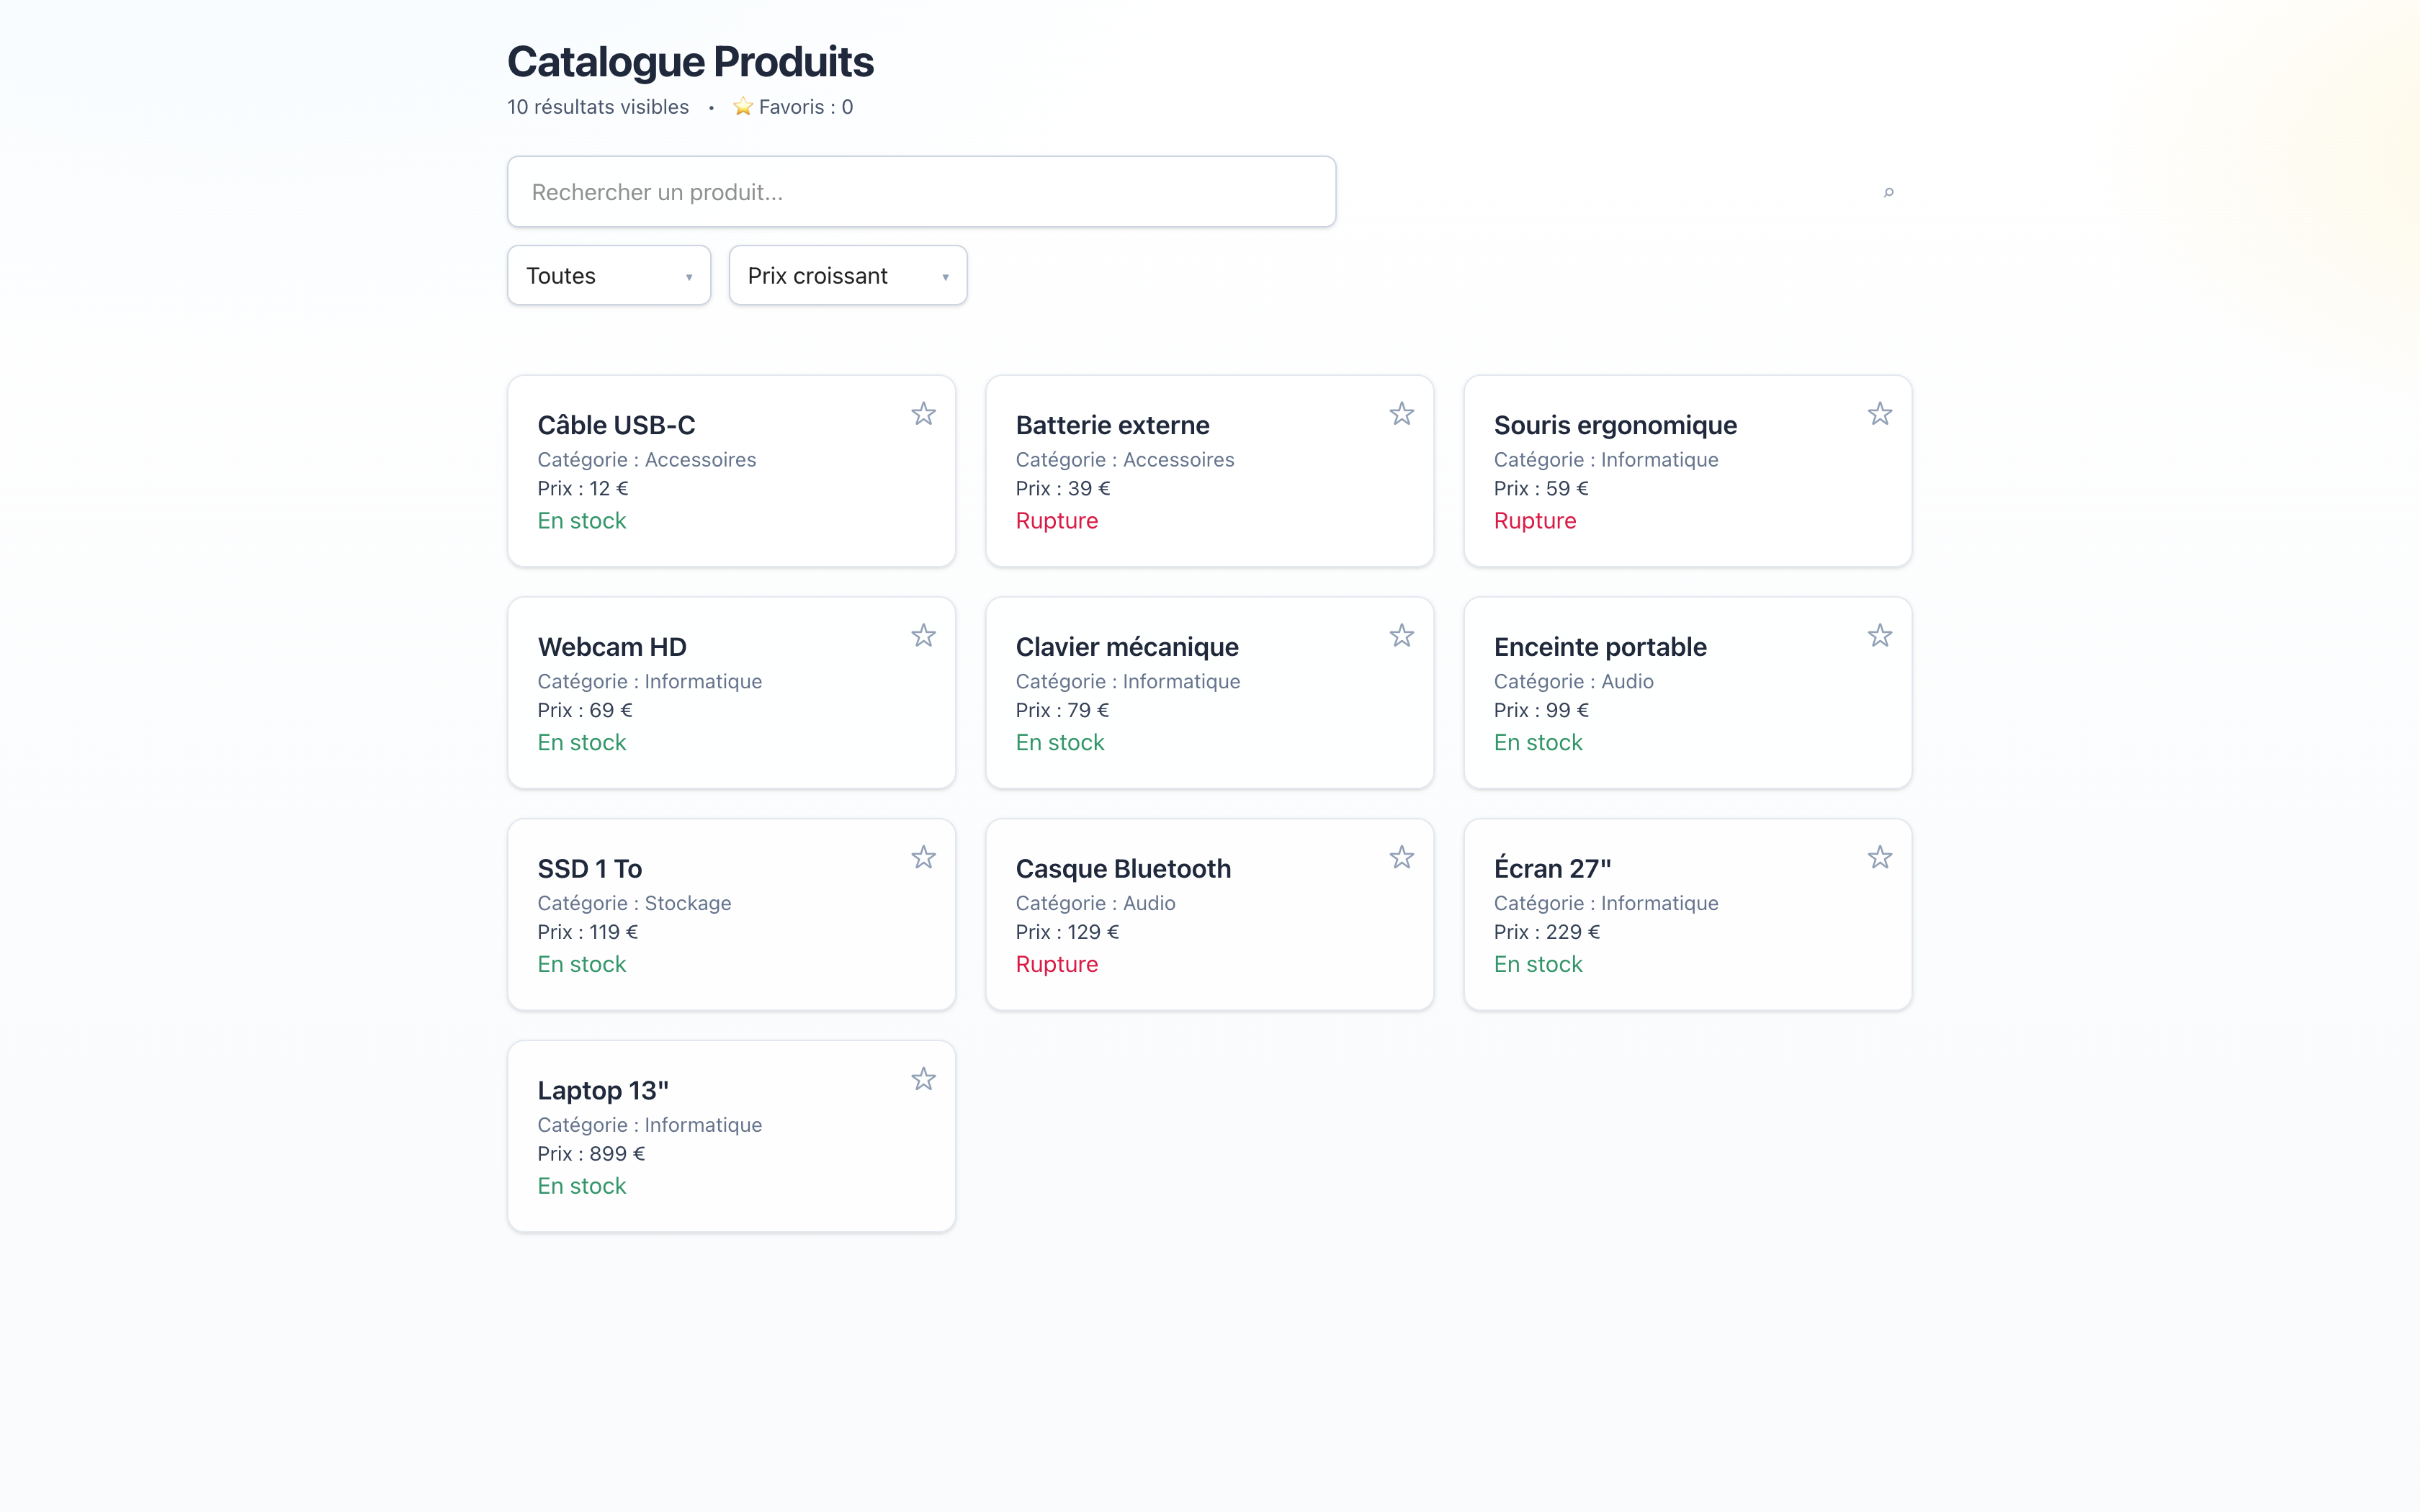 Catalogue Produits
10 résultats visibles • ⭐ Favoris : 0
Rechercher un produit...
Toutes
Prix croissant
Câble USB-C
Catégorie : Accessoires
Prix : 12 €
En stock
Batterie externe
Catégorie : Accessoires
Prix : 39 €
Rupture
Souris ergonomique
Catégorie : Informatique
Prix : 59 €
Rupture
Webcam HD
Catégorie : Informatique
Prix : 69 €
En stock
Clavier mécanique
Catégorie : Informatique
Prix : 79 €
En stock
Enceinte portable
Catégorie : Audio
Prix : 99 €
En stock
SSD 1 To
Catégorie : Stockage
Prix : 119 €
En stock
Casque Bluetooth
Catégorie : Audio
Prix : 129 €
Rupture
Écran 27"
Catégorie : Informatique
Prix : 229 €
En stock
Laptop 13"
Catégorie : Informatique
Prix : 899 €
En stock